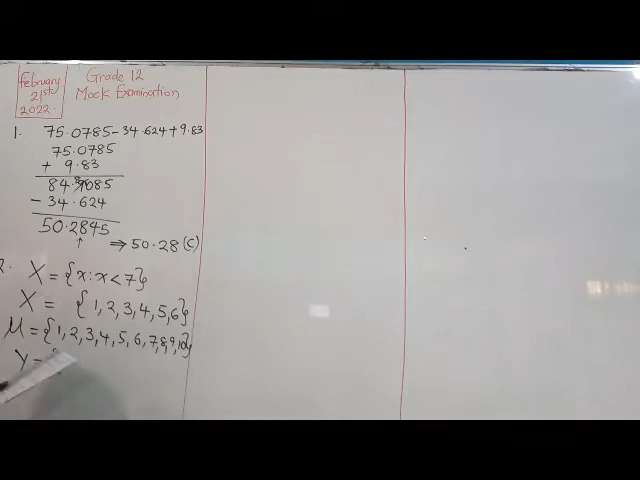 February
21st
2022.
Grade 12
Mock Examination
1. 75.0785-34.624+9.83
75.0785
+ 9.83
84.9085
- 34.624
50.2845
↑ ⇒ 50.28 (C)
2. X = {x:x<7}
X = {1,2,3,4,5,6}
μ = {1,2,3,4,5,6,7,8,9,10}
Y = {